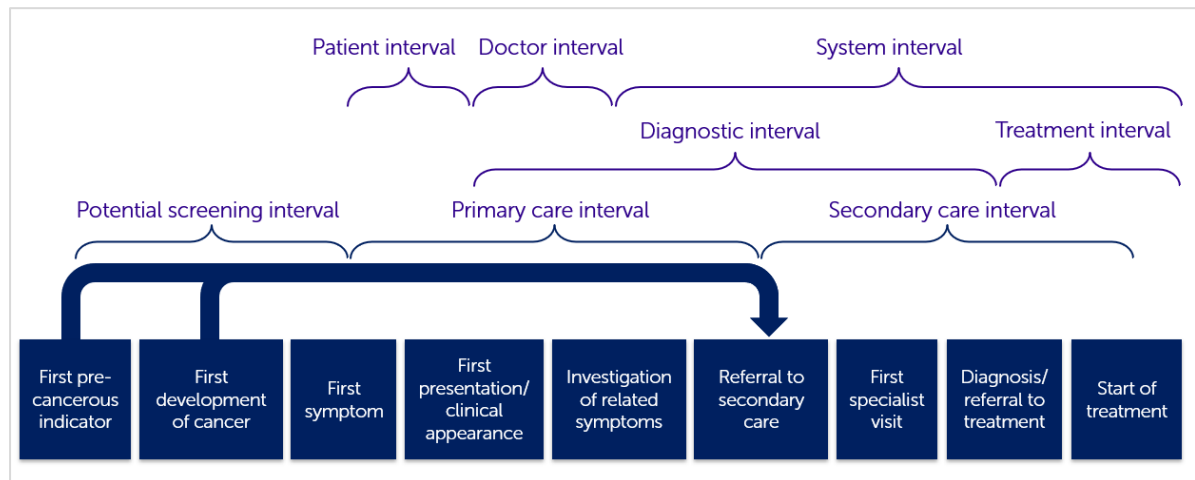 Patient interval
Doctor interval
System interval
Diagnostic interval
Treatment interval
Potential screening interval
Primary care interval
Secondary care interval
First pre-
cancerous
indicator
First
development
of cancer
First
symptom
First
presentation/
clinical
appearance
Investigation
of related
symptoms
Referral to
secondary
care
First
specialist
visit
Diagnosis/
referral to
treatment
Start of
treatment